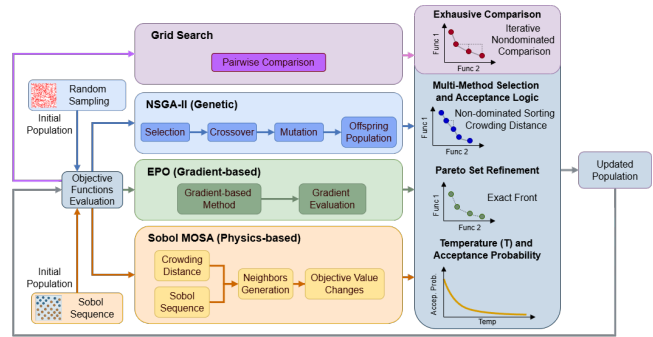 Grid Search
Pairwise Comparison
Exhausive Comparison
Func 1
Func 2
Iterative
Nondominated
Comparison
Random
Sampling
Initial
Population
NSGA-II (Genetic)
Selection
Crossover
Mutation
Offspring
Population
Multi-Method Selection
and Acceptance Logic
Func 1
Func 2
Non-dominated Sorting
Crowding Distance
Objective
Functions
Evaluation
EPO (Gradient-based)
Gradient-based
Method
Gradient
Evaluation
Pareto Set Refinement
Func 1
Func 2
Exact Front
Updated
Population
Initial
Population
Sobol
Sequence
Sobol MOSA (Physics-based)
Crowding
Distance
Sobol
Sequence
Neighbors
Generation
Objective Value
Changes
Temperature (T) and
Acceptance Probability
Accep. Prob.
Temp